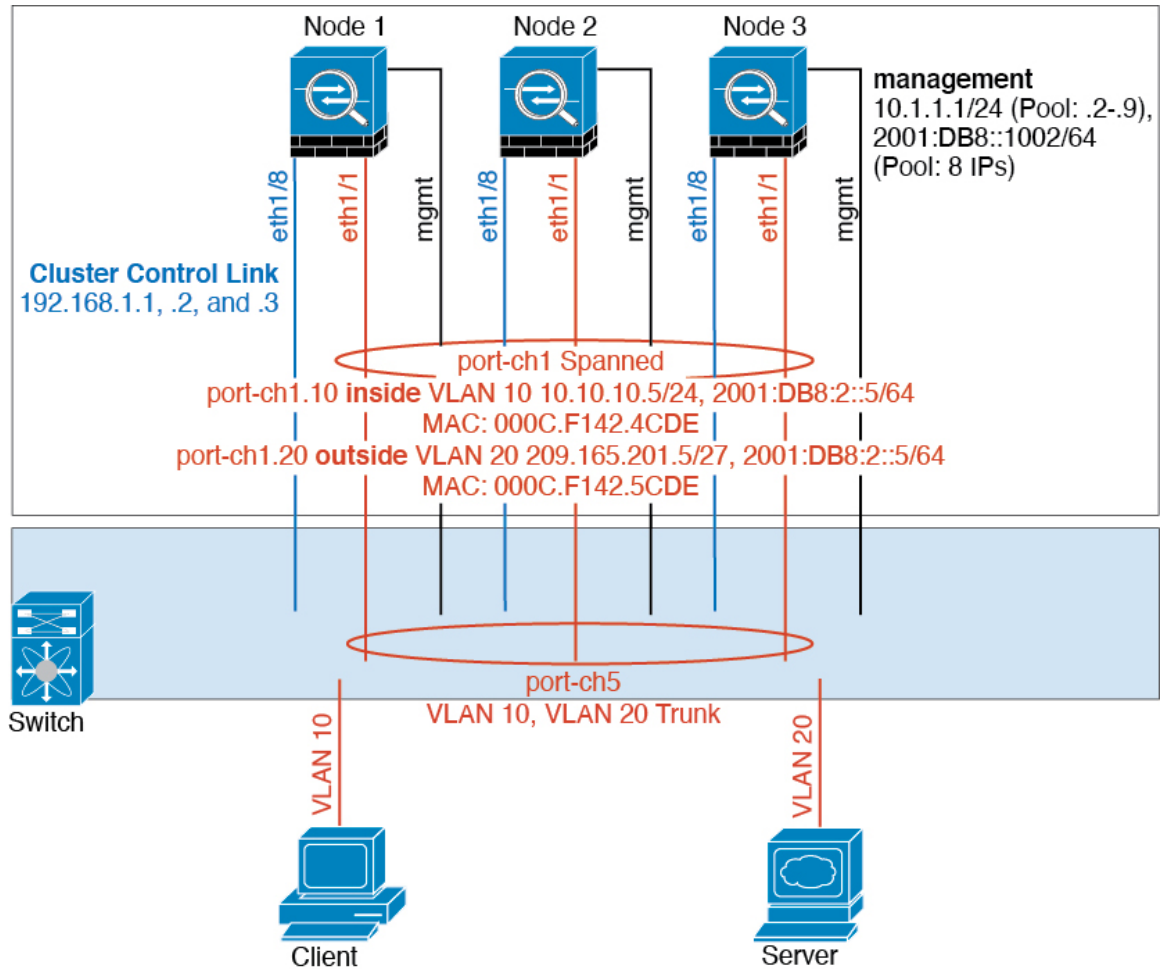 Node 1
Node 2
Node 3
management
10.1.1.1/24 (Pool: .2-.9),
2001:DB8::1002/64
(Pool: 8 IPs)
eth1/8
eth1/1
mgmt
eth1/8
eth1/1
mgmt
eth1/8
eth1/1
mgmt
Cluster Control Link
192.168.1.1, .2, and .3
port-ch1 Spanned
port-ch1.10 inside VLAN 10 10.10.10.5/24, 2001:DB8:2::5/64
MAC: 000C.F142.4CDE
port-ch1.20 outside VLAN 20 209.165.201.5/27, 2001:DB8:2::5/64
MAC: 000C.F142.5CDE
port-ch5
VLAN 10, VLAN 20 Trunk
Switch
VLAN 10
VLAN 20
Client
Server